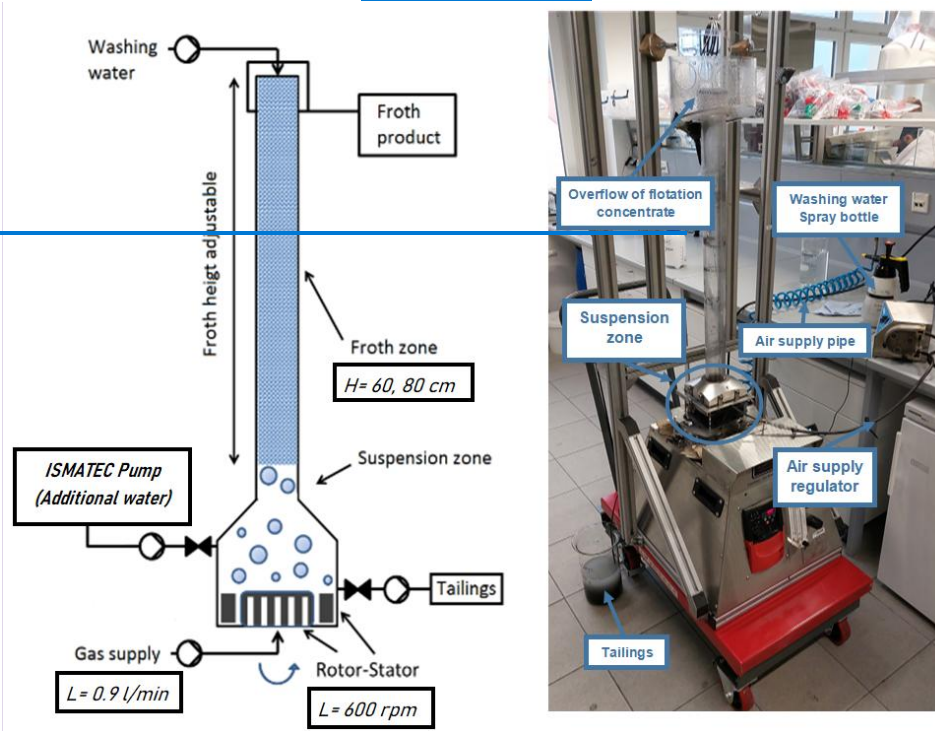 Washing
water
Froth
product
Froth heigt adjustable
Froth zone
H= 60, 80 cm
Suspension zone
ISMATEC Pump
(Additional water)
Tailings
Gas supply
L= 0.9 l/min
Rotor-Stator
L= 600 rpm
Overflow of flotation
concentrate
Washing water
Spray bottle
Suspension
zone
Air supply pipe
Air supply
regulator
Tailings